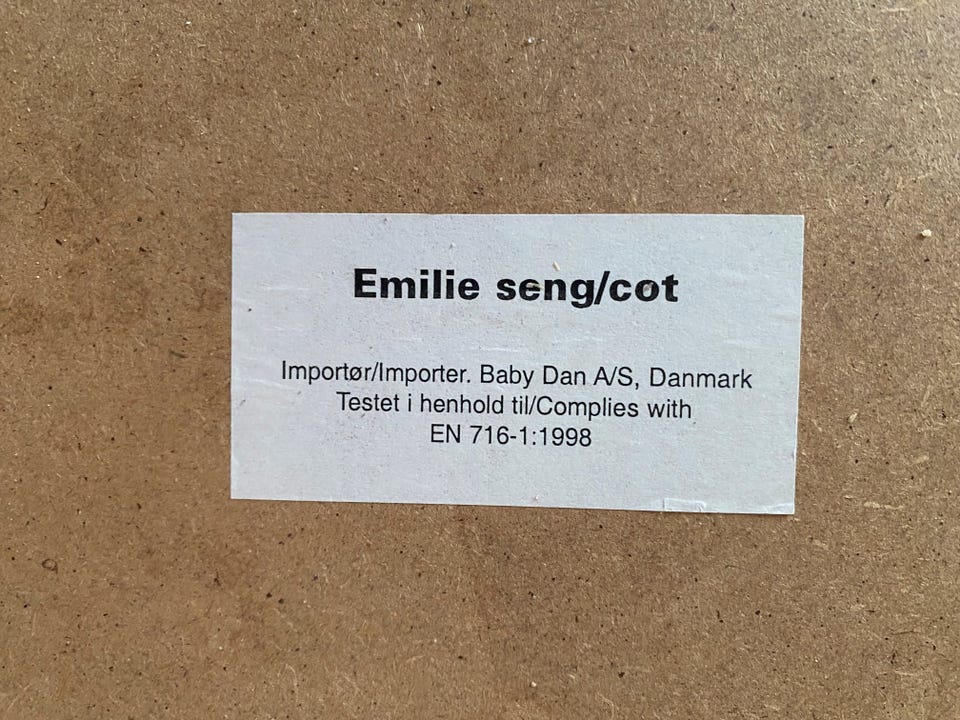 Emilie seng/cot
Importør/Importer. Baby Dan A/S, Danmark
Testet i henhold til/Complies with
EN 716-1:1998